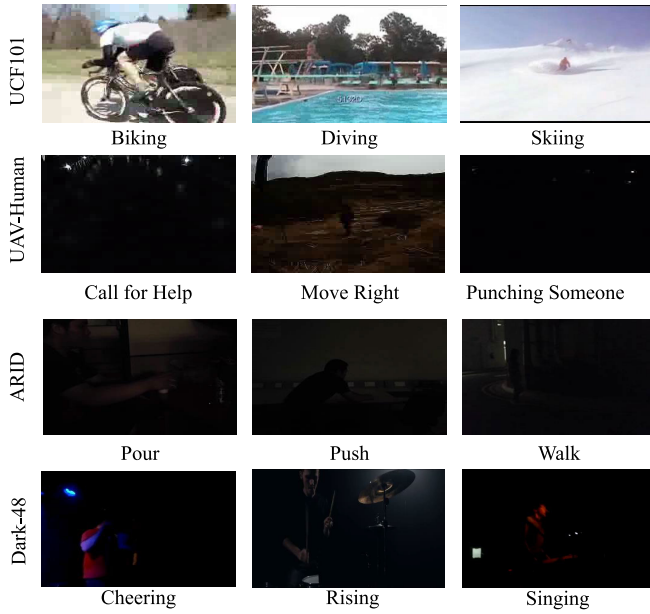 UCF101
Biking
Diving
Skiing
UAV-Human
Call for Help
Move Right
Punching Someone
ARID
Pour
Push
Walk
Dark-48
Cheering
Rising
Singing